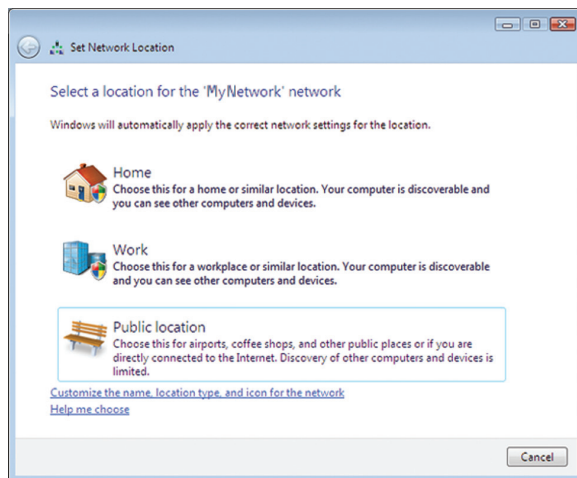 Set Network Location
Select a location for the 'MyNetwork' network
Windows will automatically apply the correct network settings for the location.
Home
Choose this for a home or similar location. Your computer is discoverable and
you can see other computers and devices.
Work
Choose this for a workplace or similar location. Your computer is discoverable
and you can see other computers and devices.
Public location
Choose this for airports, coffee shops, and other public places or if you are
directly connected to the Internet. Discovery of other computers and devices is
limited.
Customize the name, location type, and icon for the network
Help me choose
Cancel